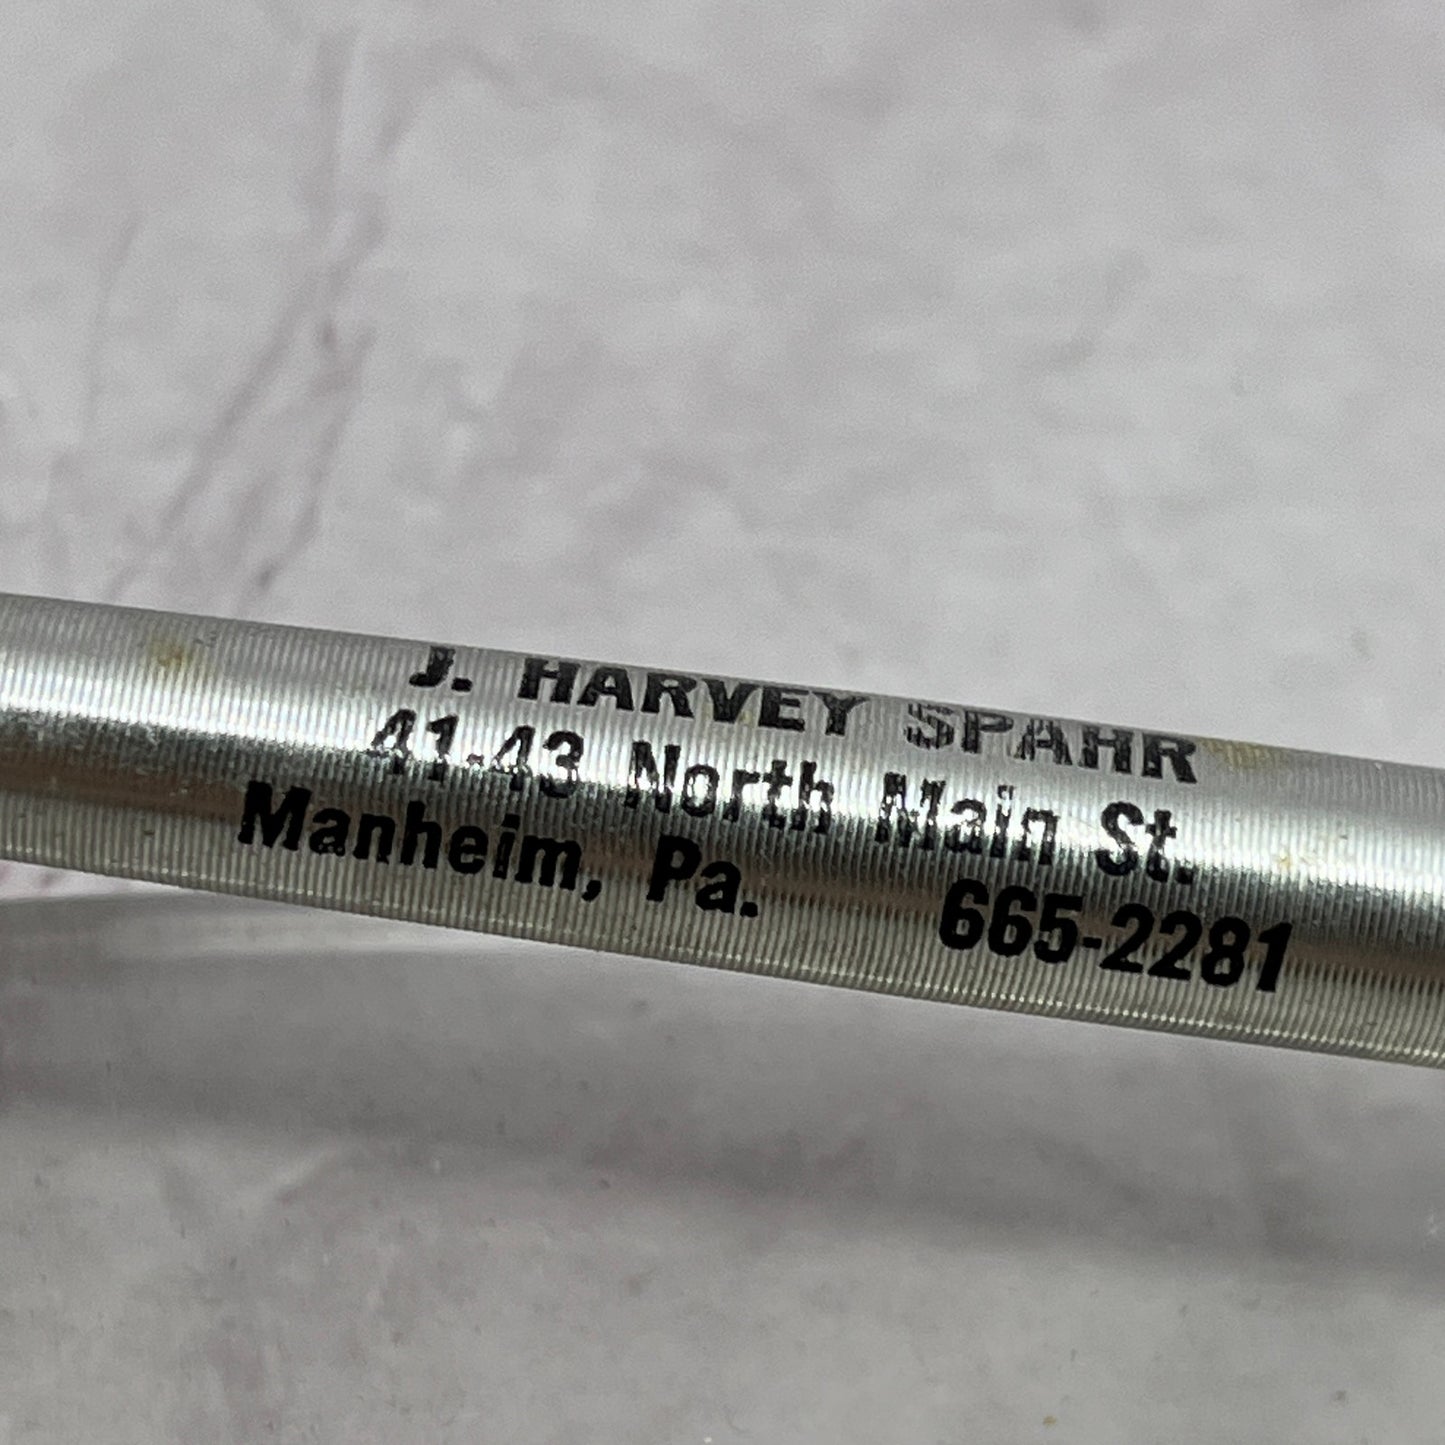 J. HARVEY SPAHR
41-43 North Main St.
Manheim, Pa. 665-2281